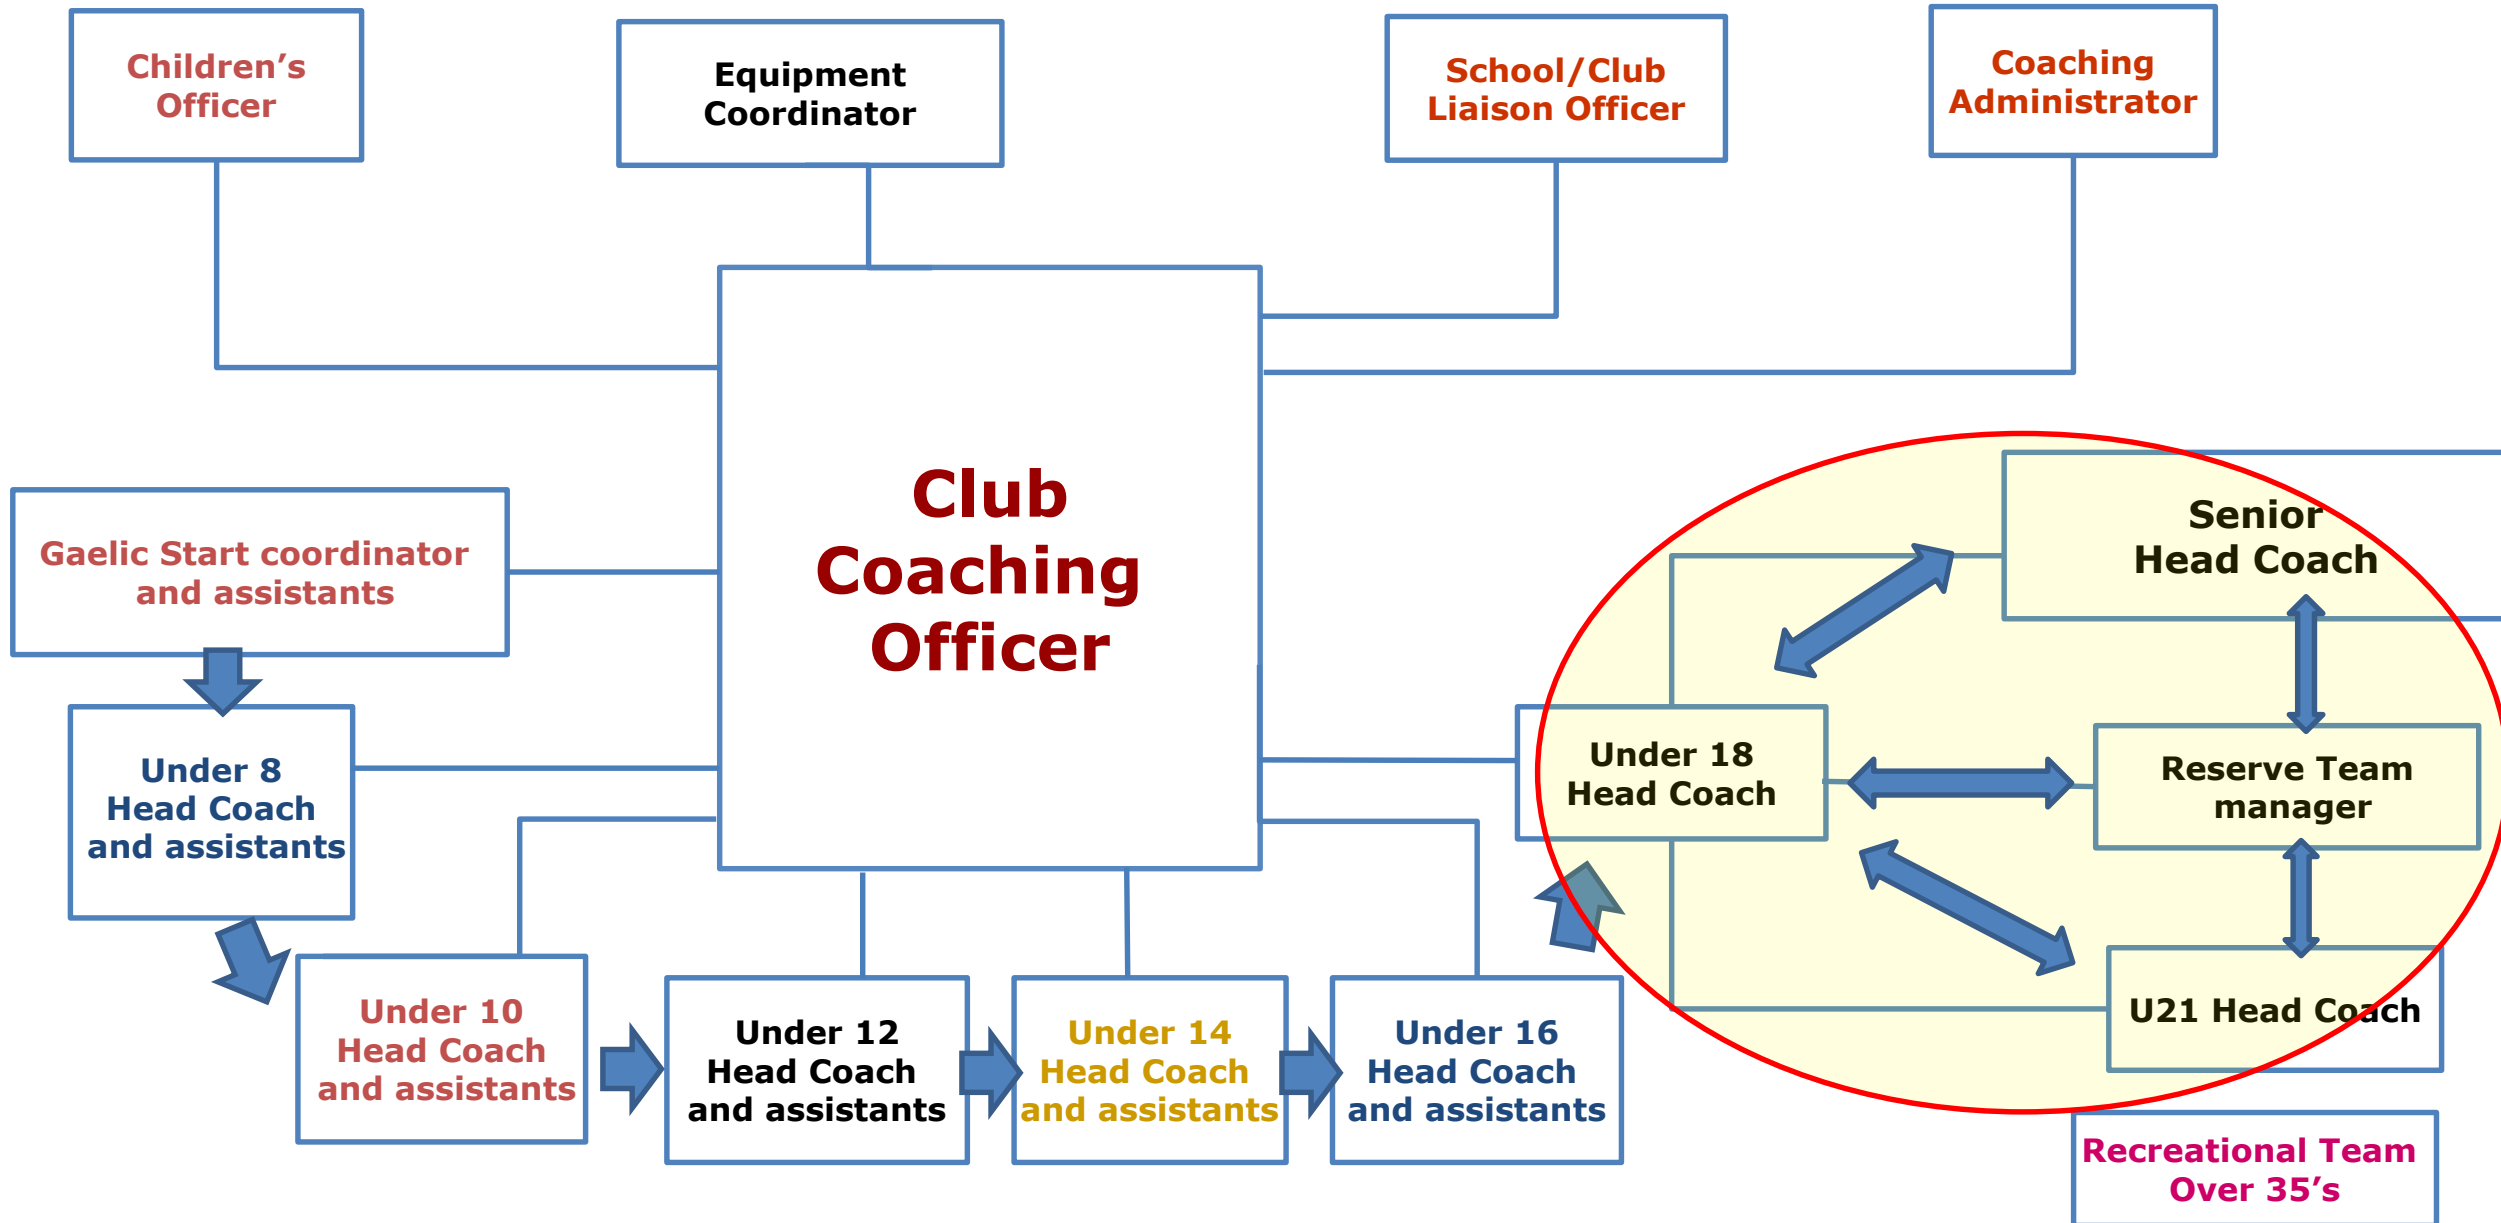 Children’s
Officer
Equipment
Coordinator
School/Club
Liaison Officer
Coaching
Administrator
Club
Coaching
Officer
Gaelic Start coordinator
and assistants
Senior
Head Coach
Under 8
Head Coach
and assistants
Under 18
Head Coach
Reserve Team
manager
Under 10
Head Coach
and assistants
Under 12
Head Coach
and assistants
Under 14
Head Coach
and assistants
Under 16
Head Coach
and assistants
U21 Head Coach
Recreational Team
Over 35’s